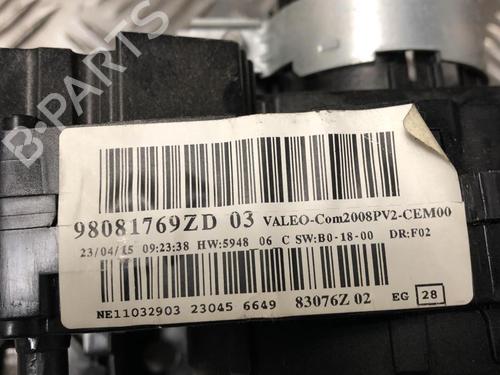 B-PARTS
98081769ZD 03 VALEO-Com2008PV2-CEM00
23/04/15 09:23:38 HW:5948 06 C SW:B0-18-00 DR:F02
NE11032903 23045 6649 83076Z 02 EG 28